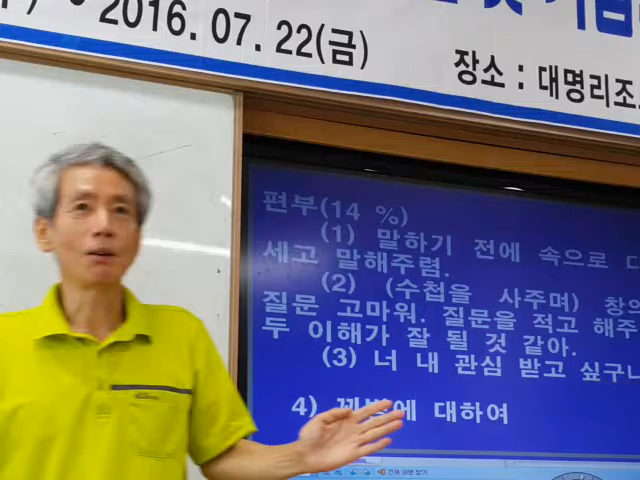 2016. 07. 22(금)
장소 : 대명리조
편부(14 %)
(1) 말하기 전에 속으로
세고 말해주렴.
(2) (수첩을 사주며) 창의
질문 고마워. 질문을 적고 해주
두 이해가 잘 될 것 같아.
(3) 너 내 관심 받고 싶구나
4) 에 대하여